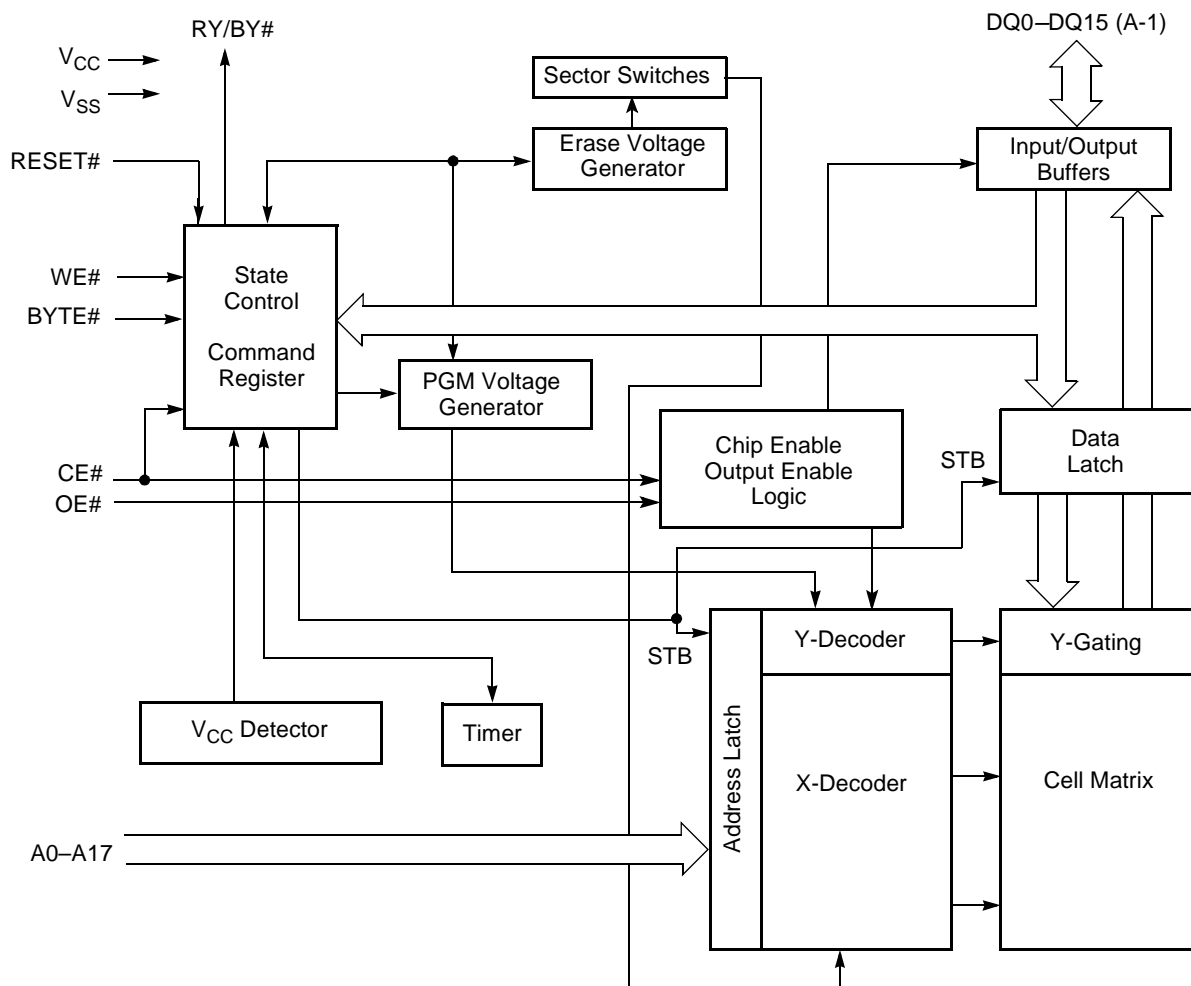 RY/BY#
DQ0–DQ15 (A-1)
VCC
VSS
Sector Switches
Erase Voltage
Generator
Input/Output
Buffers
RESET#
WE#
BYTE#
State
Control
Command
Register
PGM Voltage
Generator
Chip Enable
Output Enable
Logic
STB
Data
Latch
CE#
OE#
STB
Y-Decoder
Y-Gating
VCC Detector
Timer
Address Latch
X-Decoder
Cell Matrix
A0–A17